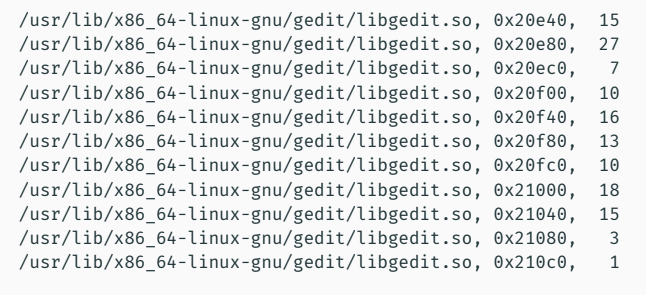 /usr/lib/x86_64-linux-gnu/gedit/libgedit.so, 0x20e40,  15
/usr/lib/x86_64-linux-gnu/gedit/libgedit.so, 0x20e80,  27
/usr/lib/x86_64-linux-gnu/gedit/libgedit.so, 0x20ec0,   7
/usr/lib/x86_64-linux-gnu/gedit/libgedit.so, 0x20f00,  10
/usr/lib/x86_64-linux-gnu/gedit/libgedit.so, 0x20f40,  16
/usr/lib/x86_64-linux-gnu/gedit/libgedit.so, 0x20f80,  13
/usr/lib/x86_64-linux-gnu/gedit/libgedit.so, 0x20fc0,  10
/usr/lib/x86_64-linux-gnu/gedit/libgedit.so, 0x21000,  18
/usr/lib/x86_64-linux-gnu/gedit/libgedit.so, 0x21040,  15
/usr/lib/x86_64-linux-gnu/gedit/libgedit.so, 0x21080,   3
/usr/lib/x86_64-linux-gnu/gedit/libgedit.so, 0x210c0,   1